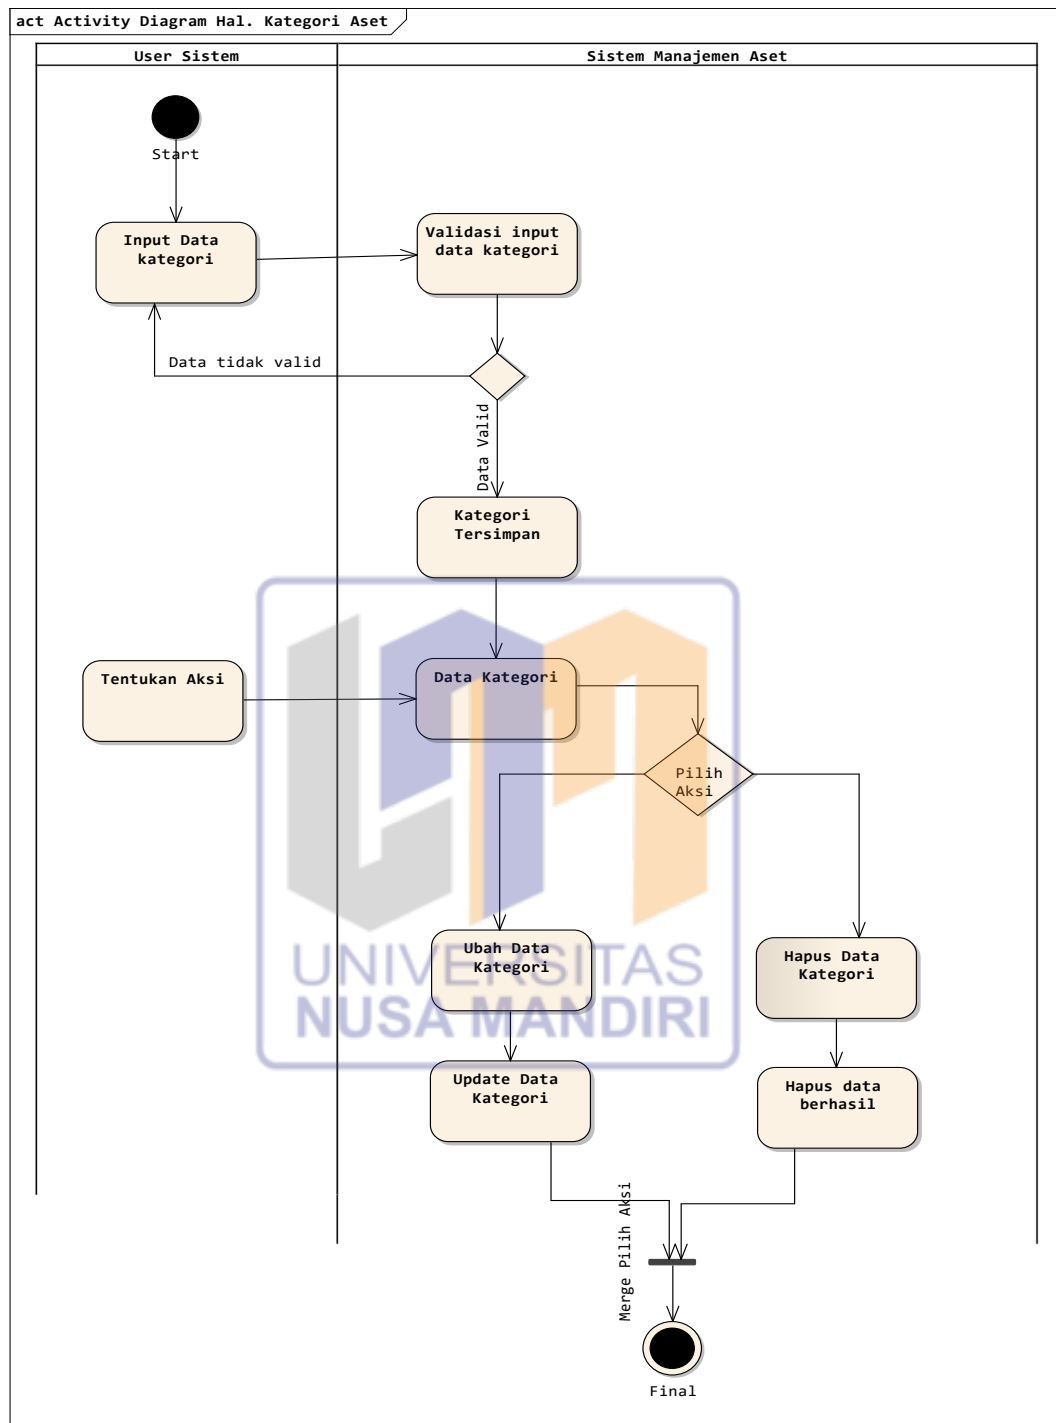 act Activity Diagram Hal. Kategori Aset
User Sistem
Sistem Manajemen Aset
Start
Input Data
kategori
Validasi input
data kategori
Data tidak valid
Data Valid
Kategori
Tersimpan
Tentukan Aksi
Data Kategori
Pilih
Aksi
Ubah Data
Kategori
Hapus Data
Kategori
UNIVERSITAS
NUSA MANDIRI
Update Data
Kategori
Hapus data
berhasil
Merge Pilih Aksi
Final